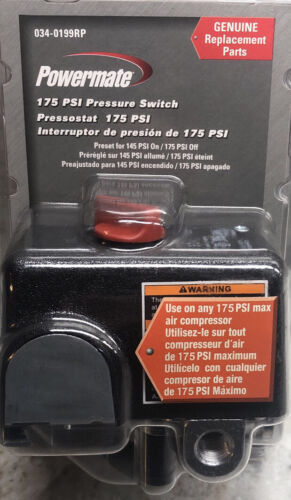 034-0199RP
GENUINE
Replacement
Parts
Powermate
175 PSI Pressure Switch
Pressostat 175 PSI
Interruptor de presión de 175 PSI
Preset for 145 PSI On / 175 PSI Off
Préréglé sur 145 PSI allumé / 175 PSI éteint
Preajustado para 145 PSI encendido / 175 PSI apagado
WARNING
Use on any 175 PSI max
air compressor
Utilisez-le sur tout
compresseur d'air
de 175 PSI maximum
Utilícelo con cualquier
compresor de aire
de 175 PSI Máximo